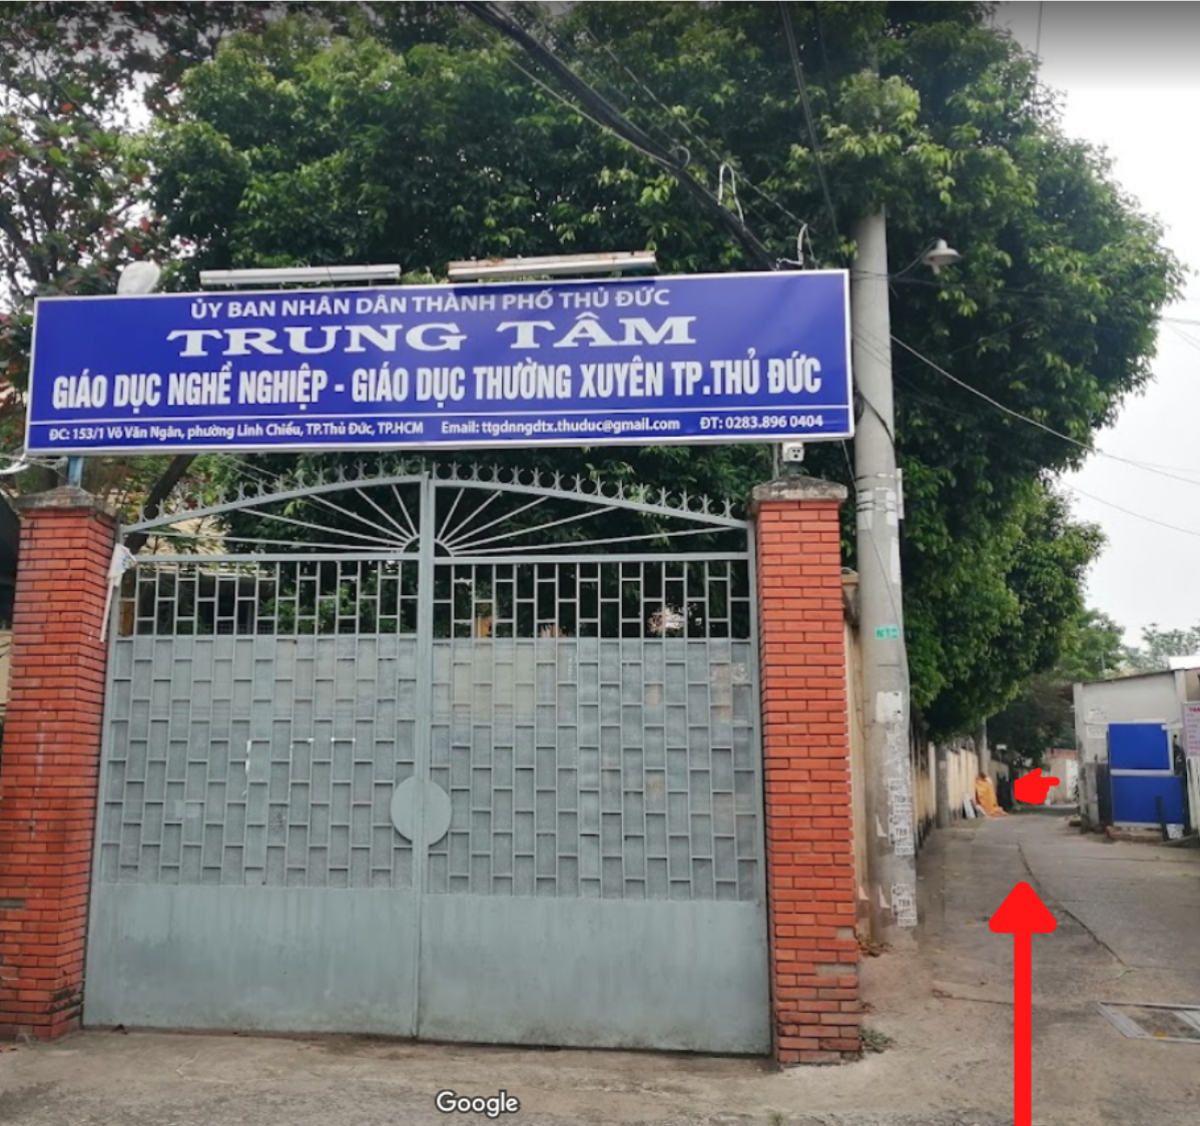 ỦY BAN NHÂN DÂN THÀNH PHỐ THỦ ĐỨC
TRUNG TÂM
GIÁO DỤC NGHỀ NGHIỆP - GIÁO DỤC THƯỜNG XUYÊN TP.THỦ ĐỨC
ĐC: 153/1 Võ Văn Ngân, phường Linh Chiểu, TP.Thủ Đức, TP.HCM Email: ttgdnngdtx.thuduc@gmail.com ĐT: 0283.896 0404
Google